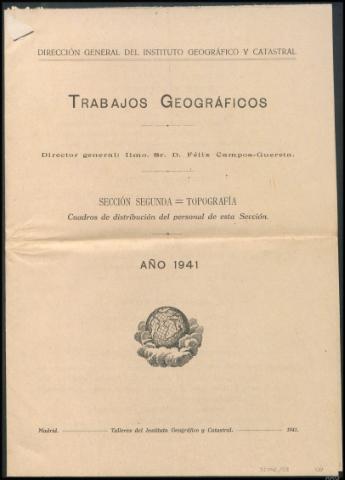 DIRECCIÓN GENERAL DEL INSTITUTO GEOGRÁFICO Y CATASTRAL
TRABAJOS GEOGRÁFICOS
Director general: Ilmo. Sr. D. Félix Campos-Guereta.
SECCIÓN SEGUNDA = TOPOGRAFÍA
Cuadros de distribución del personal de esta Sección.
AÑO 1941
Madrid. Talleres del Instituto Geográfico y Catastral. 1941.